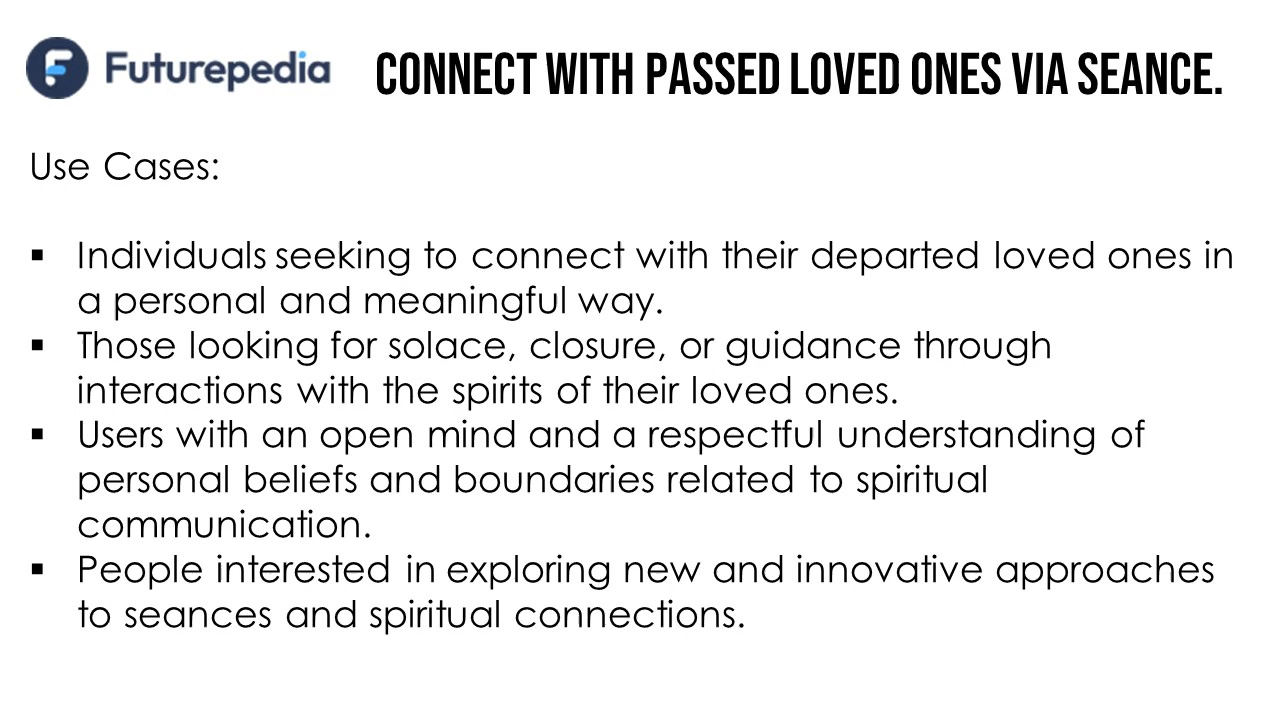 Futurepedia
CONNECT WITH PASSED LOVED ONES VIA SEANCE.
Use Cases:
▪ Individuals seeking to connect with their departed loved ones in
a personal and meaningful way.
▪ Those looking for solace, closure, or guidance through
interactions with the spirits of their loved ones.
▪ Users with an open mind and a respectful understanding of
personal beliefs and boundaries related to spiritual
communication.
▪ People interested in exploring new and innovative approaches
to seances and spiritual connections.